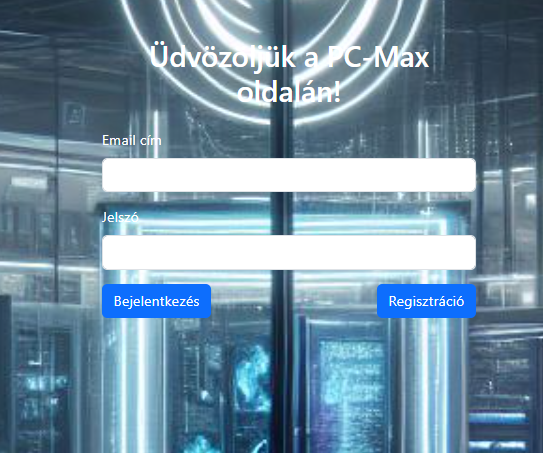 Üdvözöljük a PC-Max
oldalán!
Email cím
Jelszó
Bejelentkezés
Regisztráció